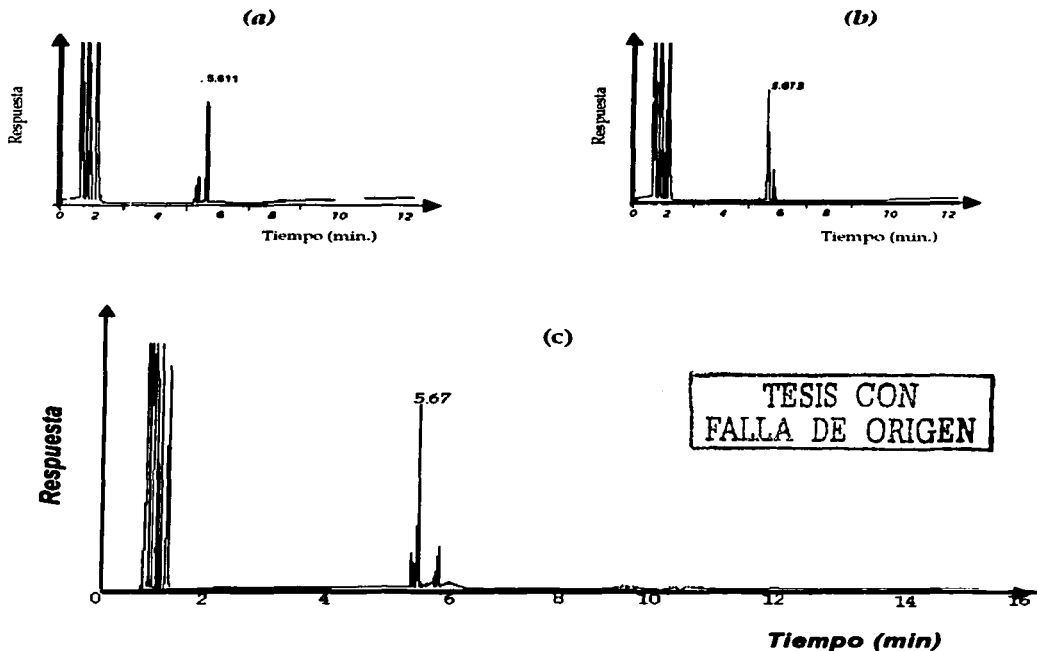 (a)
Respuesta
. 5.611
0 2 4 6 8 10 12
Tiempo (min.)
(b)
Respuesta
5.673
0 2 4 6 8 10 12
Tiempo (min.)
(c)
Respuesta
5.67
0 2 4 6 8 10 12 14 16
Tiempo (min)
TESIS CON
FALLA DE ORIGEN